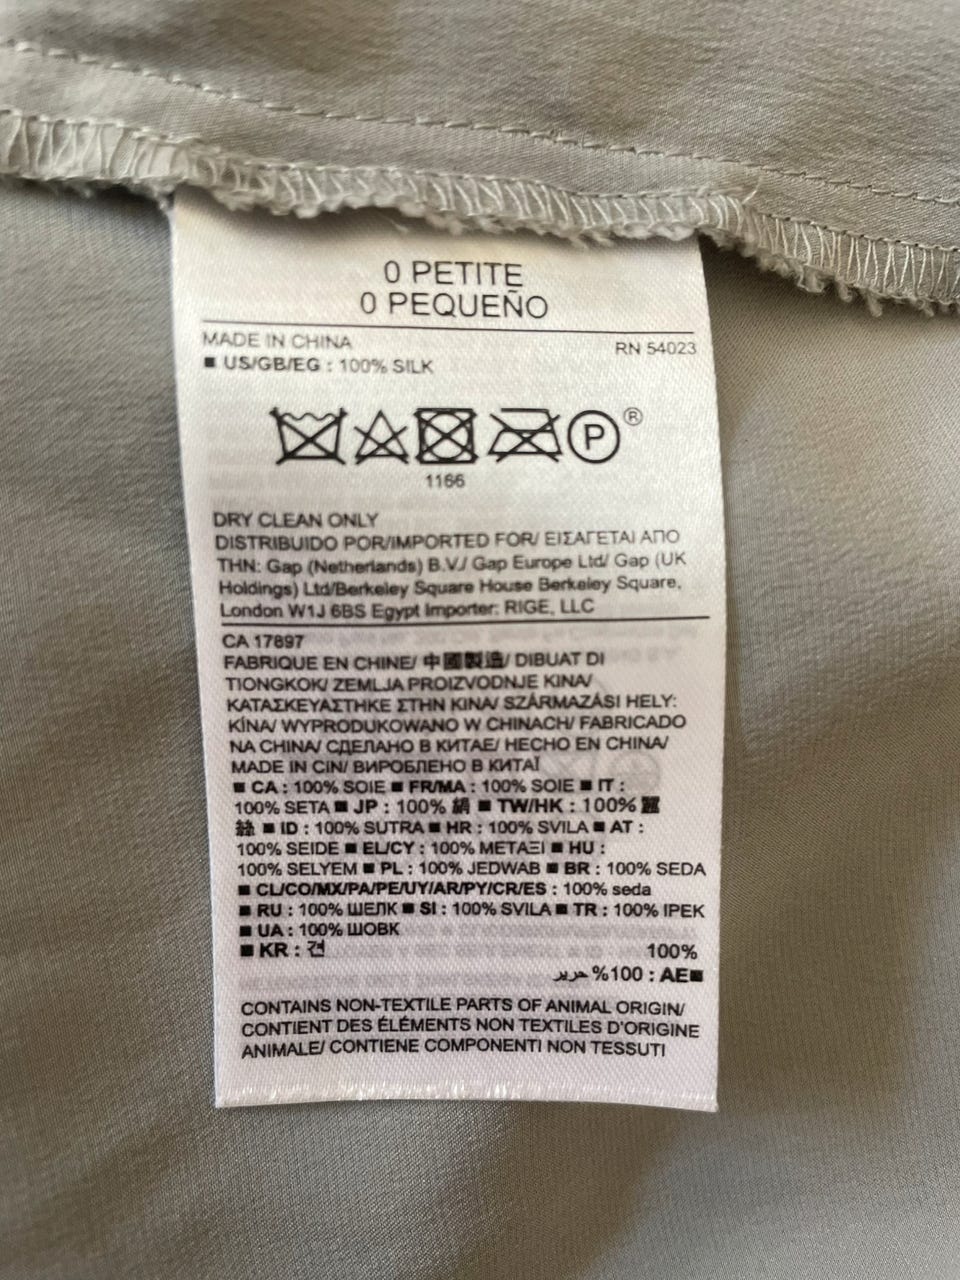 0 PETITE
0 PEQUEÑO
MADE IN CHINA RN 54023
■ US/GB/EG : 100% SILK
P ®
1166
DRY CLEAN ONLY
DISTRIBUIDO POR/IMPORTED FOR/ ΕΙΣΑΓΕΤΑΙ ΑΠΟ
THN: Gap (Netherlands) B.V./ Gap Europe Ltd/ Gap (UK
Holdings) Ltd/Berkeley Square House Berkeley Square,
London W1J 6BS Egypt Importer: RIGE, LLC
CA 17897
FABRIQUE EN CHINE/ 中國製造/ DIBUAT DI
TIONGKOK/ ZEMLJA PROIZVODNJE KINA/
ΚΑΤΑΣΚΕΥΑΣΤΗΚΕ ΣΤΗΝ ΚΙΝΑ/ SZÁRMAZÁSI HELY:
KÍNA/ WYPRODUKOWANO W CHINACH/ FABRICADO
NA CHINA/ СДЕЛАНО В КИТАЕ/ HECHO EN CHINA/
MADE IN CIN/ ВИРОБЛЕНО В КИТАЇ
■ CA : 100% SOIE ■ FR/MA : 100% SOIE ■ IT :
100% SETA ■ JP : 100% 絹 ■ TW/HK : 100% 蠶
絲 ■ ID : 100% SUTRA ■ HR : 100% SVILA ■ AT :
100% SEIDE ■ EL/CY : 100% ΜΕΤΑΞΙ ■ HU :
100% SELYEM ■ PL : 100% JEDWAB ■ BR : 100% SEDA
■ CL/CO/MX/PA/PE/UY/AR/PY/CR/ES : 100% seda
■ RU : 100% ШЕЛК ■ SI : 100% SVILA ■ TR : 100% IPEK
■ UA : 100% ШОВК
■ KR : 견 100%
■AE : 100% حرير
CONTAINS NON-TEXTILE PARTS OF ANIMAL ORIGIN/
CONTIENT DES ÉLÉMENTS NON TEXTILES D'ORIGINE
ANIMALE/ CONTIENE COMPONENTI NON TESSUTI